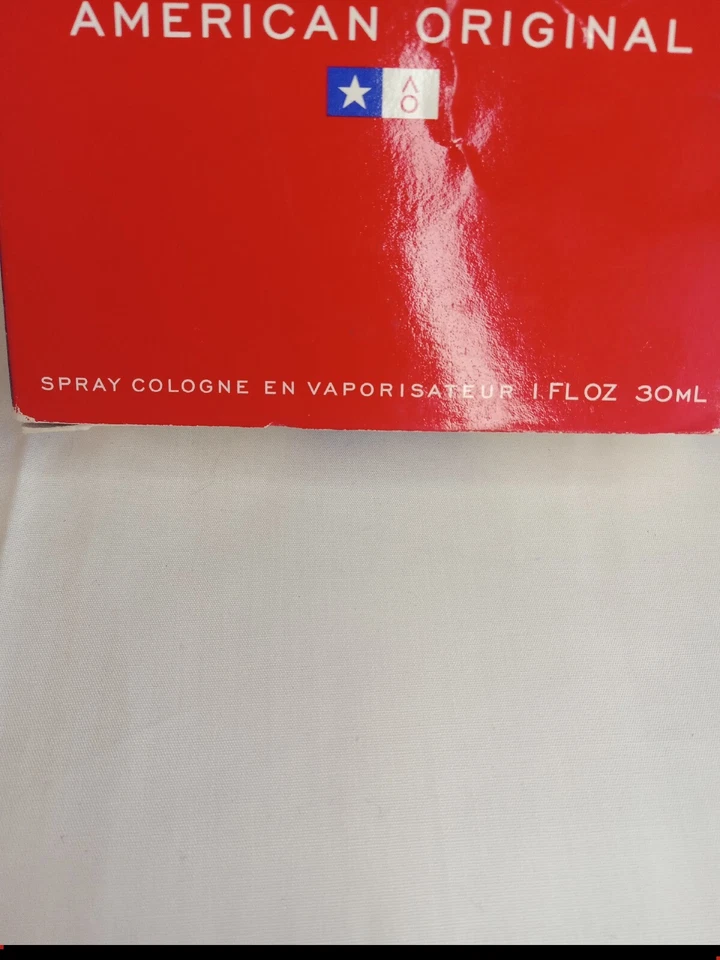 AMERICAN ORIGINAL
AO
SPRAY COLOGNE EN VAPORISATEUR 1 FL OZ 30ML